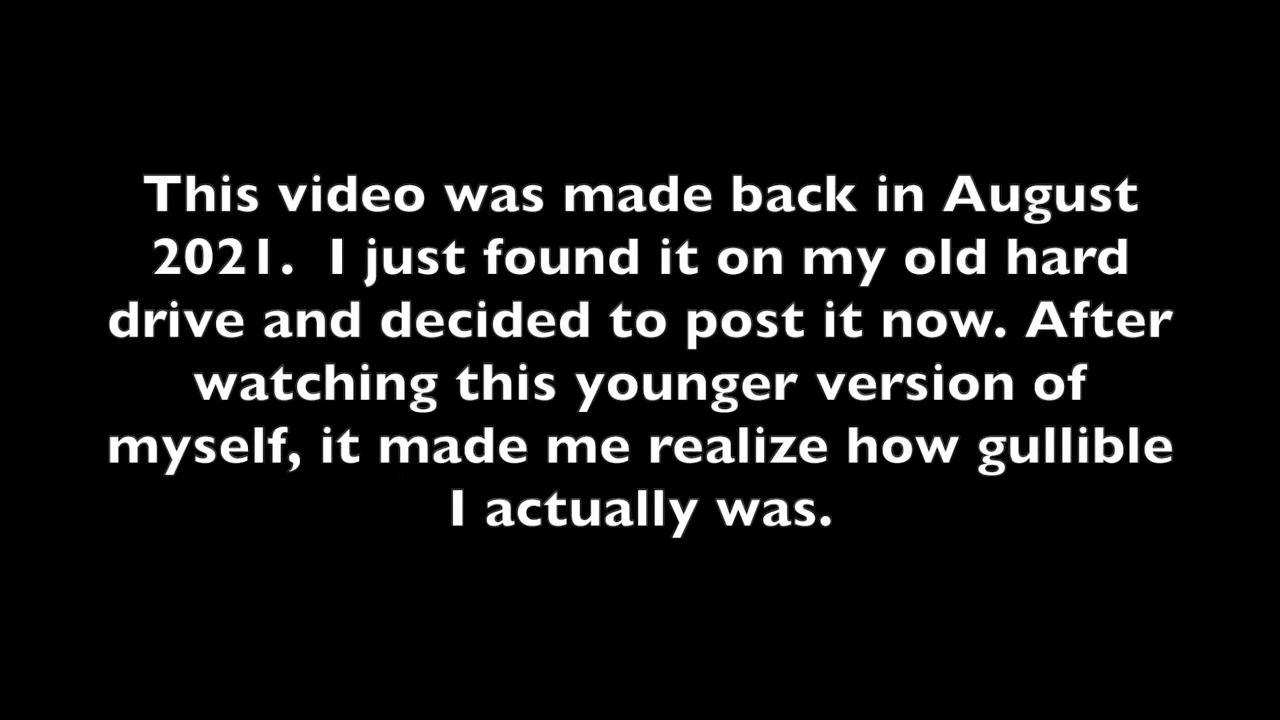 This video was made back in August
2021.  I just found it on my old hard
drive and decided to post it now. After
watching this younger version of
myself, it made me realize how gullible
I actually was.